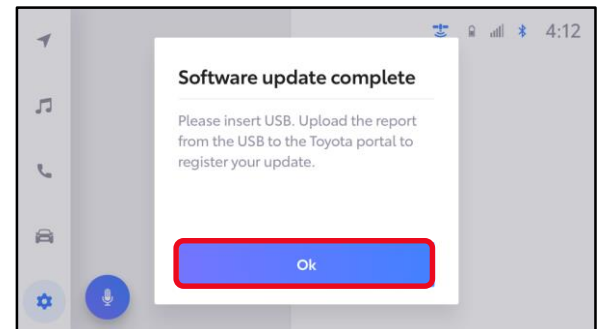 4:12
Software update complete
Please insert USB. Upload the report
from the USB to the Toyota portal to
register your update.
Ok